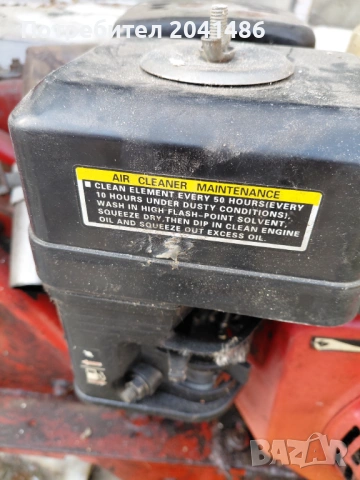 Потребител 2041486
AIR CLEANER MAINTENANCE
■ CLEAN ELEMENT EVERY 50 HOURS(EVERY
10 HOURS UNDER DUSTY CONDITIONS).
WASH IN HIGH FLASH-POINT SOLVENT,
SQUEEZE DRY.THEN DIP IN CLEAN ENGINE
OIL AND SQUEEZE OUT EXCESS OIL.
BAZAR